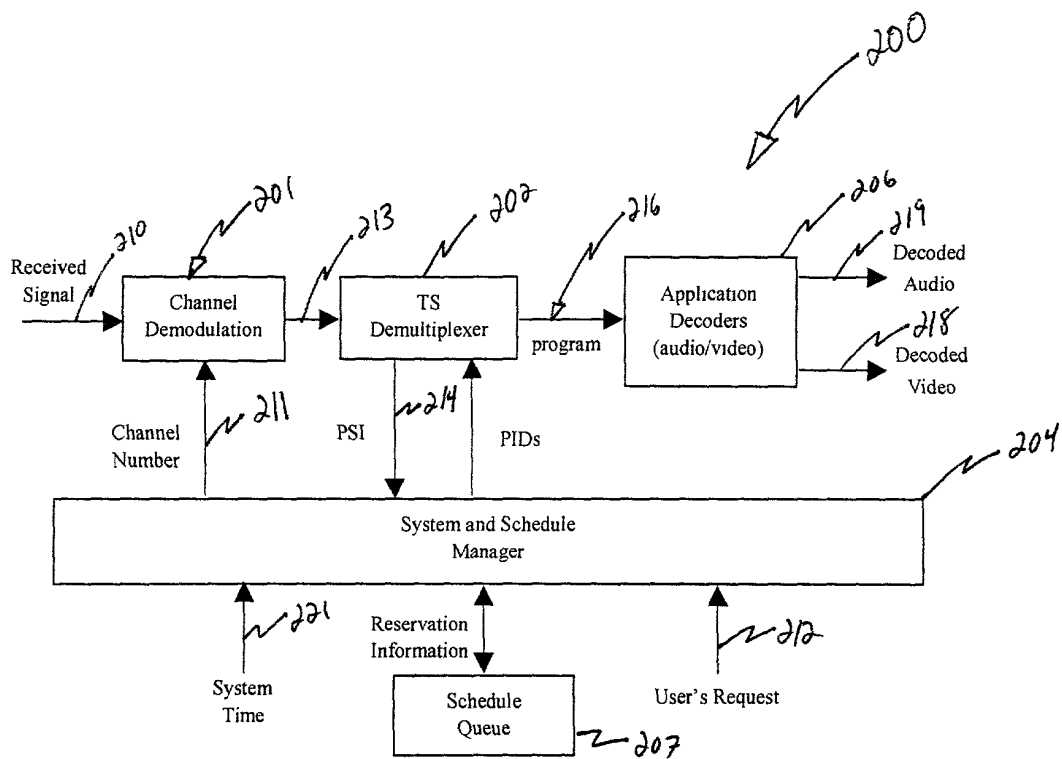 200
201
202
206
210
213
216
219
Received
Signal
Channel
Demodulation
TS
Demultiplexer
program
Application
Decoders
(audio/video)
Decoded
Audio
218
Decoded
Video
Channel
Number
211
PSI
214
PIDs
204
System and Schedule
Manager
221
Reservation
Information
212
System
Time
Schedule
Queue
User's Request
207